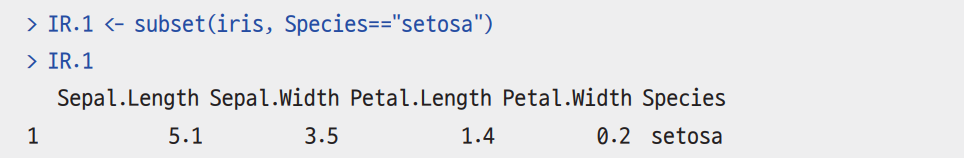 > IR.1 <- subset(iris, Species=="setosa")
> IR.1
Sepal.Length Sepal.Width Petal.Length Petal.Width Species
1 5.1 3.5 1.4 0.2 setosa